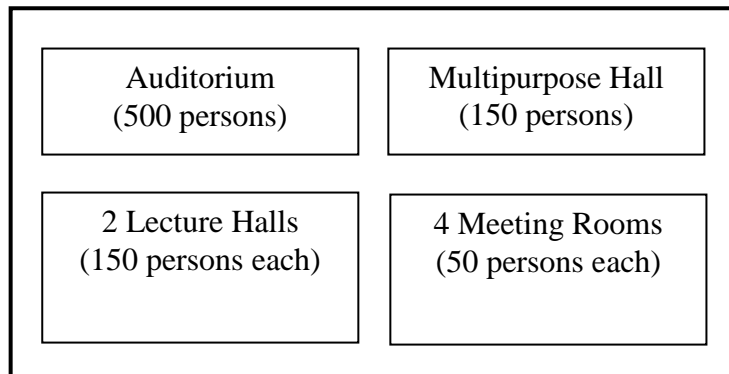 Auditorium
(500 persons)
Multipurpose Hall
(150 persons)
2 Lecture Halls
(150 persons each)
4 Meeting Rooms
(50 persons each)